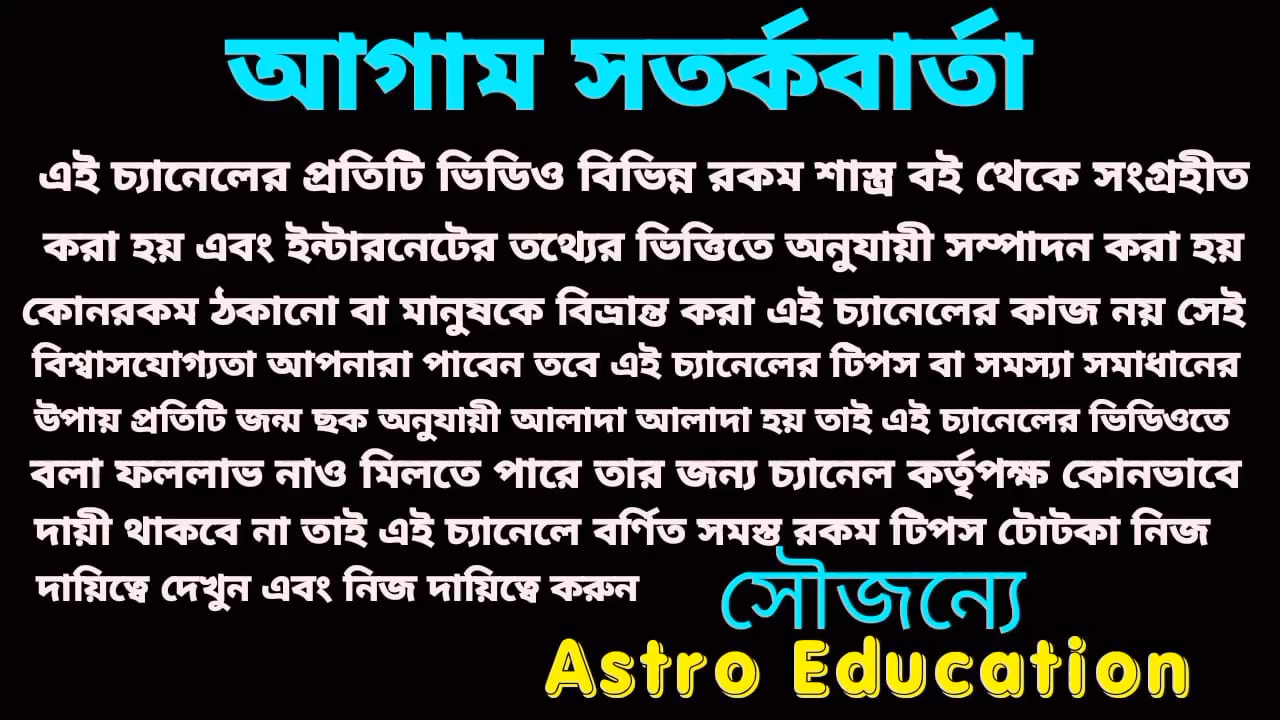 আগাম সতর্কবার্তা
এই চ্যানেলের প্রতিটি ভিডিও বিভিন্ন রকম শাস্ত্র বই থেকে সংগ্রহীত
করা হয় এবং ইন্টারনেটের তথ্যের ভিত্তিতে অনুযায়ী সম্পাদন করা হয়
কোনরকম ঠকানো বা মানুষকে বিভ্রান্ত করা এই চ্যানেলের কাজ নয় সেই
বিশ্বাসযোগ্যতা আপনারা পাবেন তবে এই চ্যানেলের টিপস বা সমস্যা সমাধানের
উপায় প্রতিটি জন্ম ছক অনুযায়ী আলাদা আলাদা হয় তাই এই চ্যানেলের ভিডিওতে
বলা ফললাভ নাও মিলতে পারে তার জন্য চ্যানেল কর্তৃপক্ষ কোনভাবে
দায়ী থাকবে না তাই এই চ্যানেলে বর্ণিত সমস্ত রকম টিপস টোটকা নিজ
দায়িত্বে দেখুন এবং নিজ দায়িত্বে করুন
সৌজন্যে
Astro Education